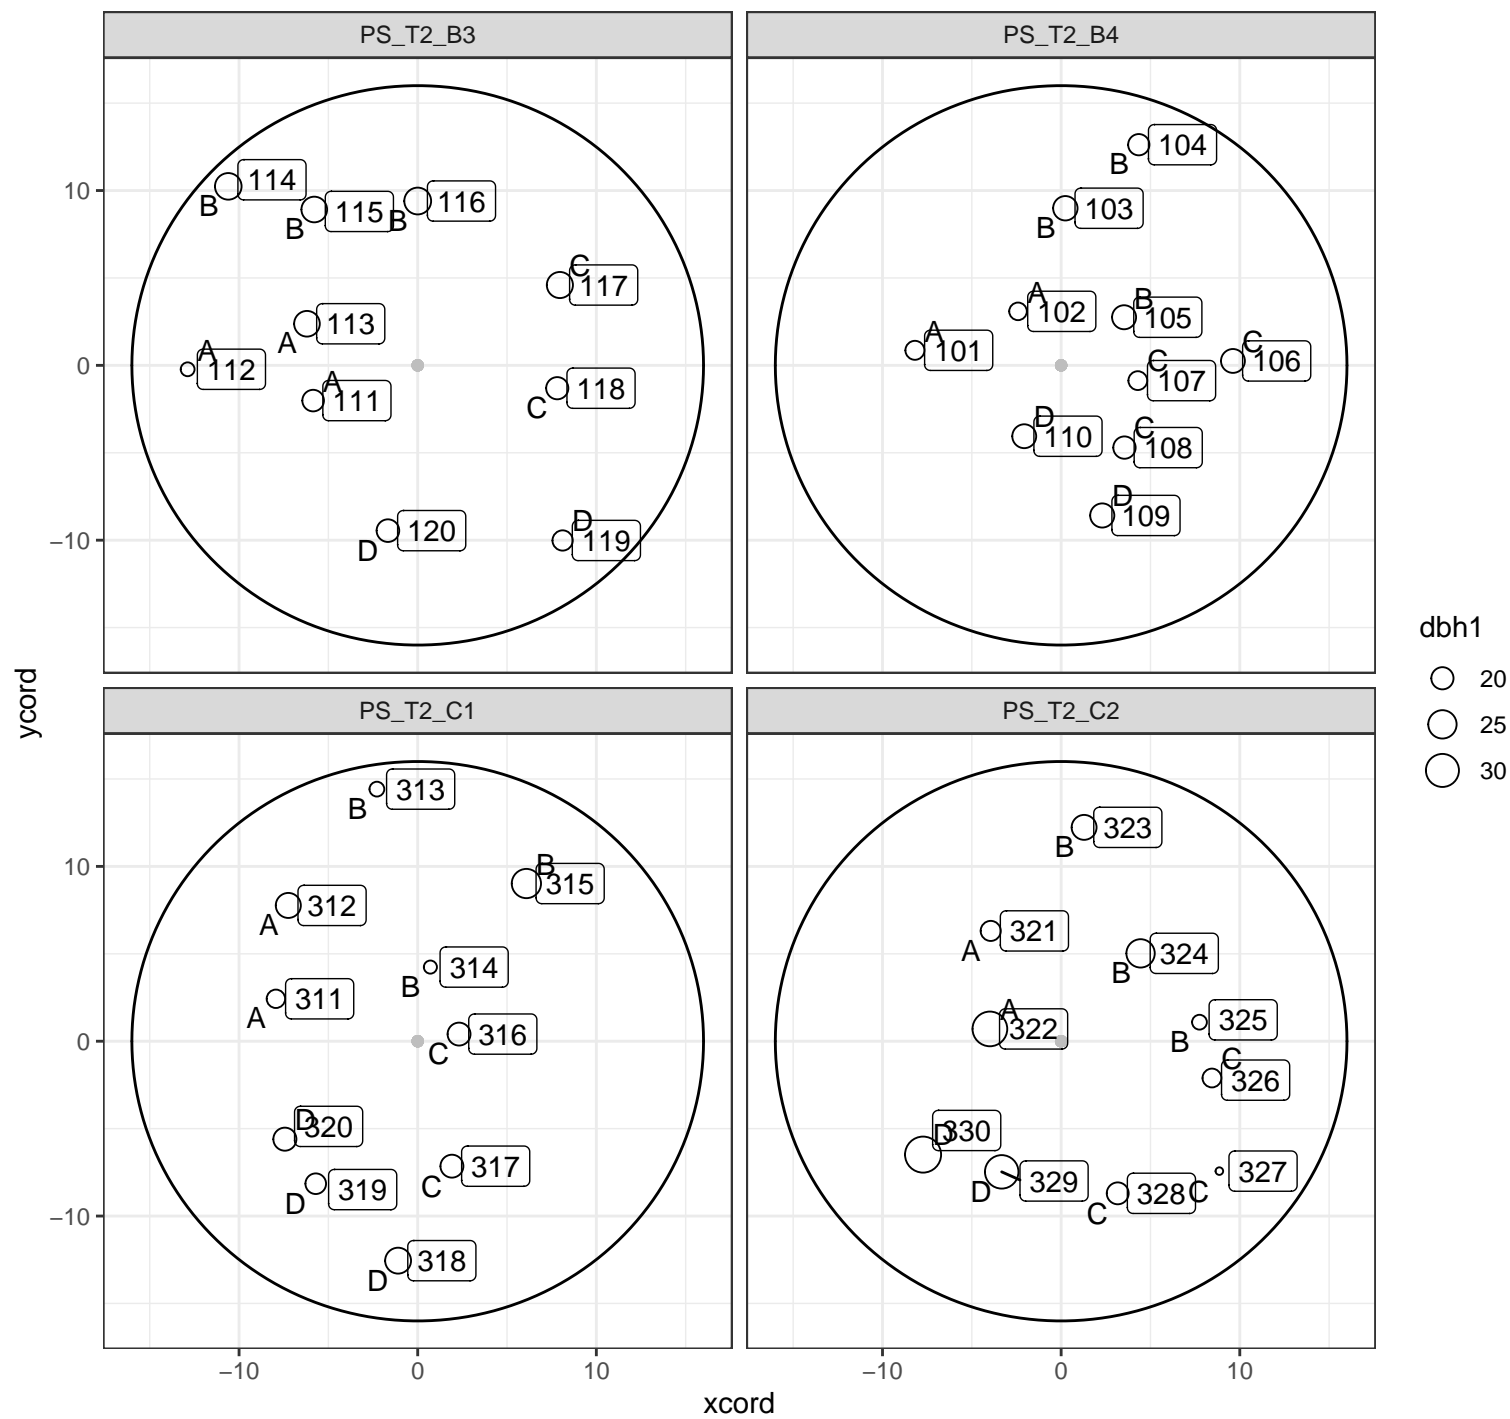 PS_T2_B3
PS_T2_B4
104
B
114
B
115
B
116
B
103
B
C
117
113
A
A
112
A
111
118
C
A
102
B
105
A
101
C
106
C
107
D
110
C
108
D
109
120
D
D
119
10
0
−10
PS_T2_C1
PS_T2_C2
313
B
B
315
312
A
314
B
311
A
316
C
D
320
319
D
317
C
318
D
323
B
321
A
324
B
A
322
325
B
C
326
330
D
329
D
328
C
327
C
10
0
−10
−10
0
10
−10
0
10
xcord
ycord
dbh1
20
25
30